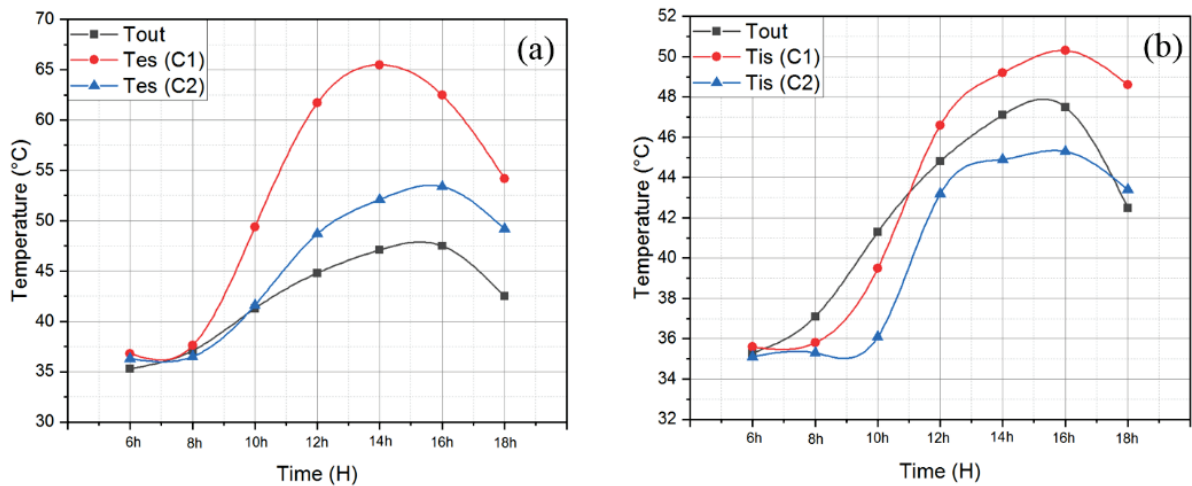 (a)
Tout
Tes (C1)
Tes (C2)
Temperature (°C)
70
65
60
55
50
45
40
35
30
6h 8h 10h 12h 14h 16h 18h
Time (H)
(b)
Tout
Tis (C1)
Tis (C2)
Temperature (°C)
52
50
48
46
44
42
40
38
36
34
32
6h 8h 10h 12h 14h 16h 18h
Time (H)